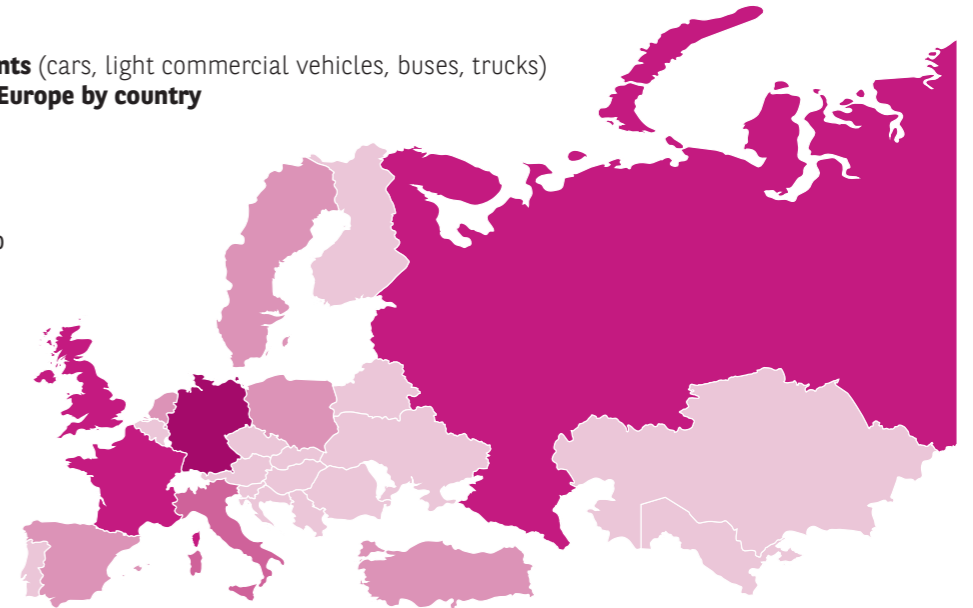 nts (cars, light commercial vehicles, buses, trucks)
Europe by country